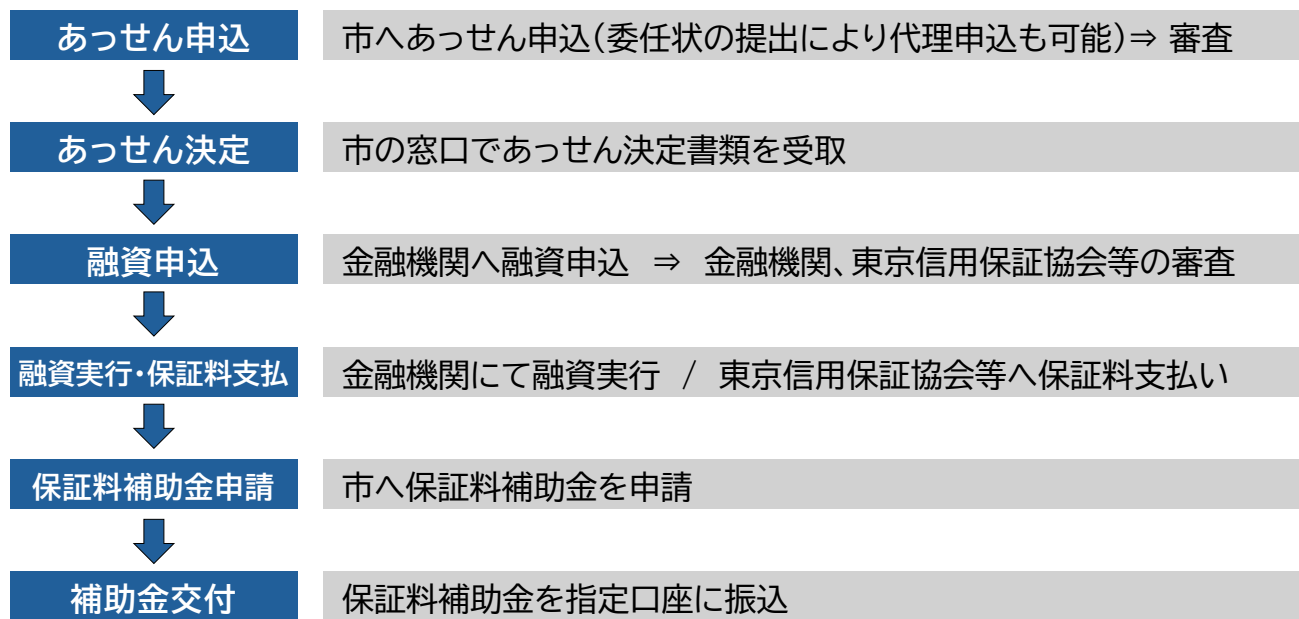 あっせん申込
市へあっせん申込(委任状の提出により代理申込も可能)⇒ 審査
あっせん決定
市の窓口であっせん決定書類を受取
融資申込
金融機関へ融資申込 ⇒ 金融機関、東京信用保証協会等の審査
融資実行・保証料支払
金融機関にて融資実行 / 東京信用保証協会等へ保証料支払い
保証料補助金申請
市へ保証料補助金を申請
補助金交付
保証料補助金を指定口座に振込